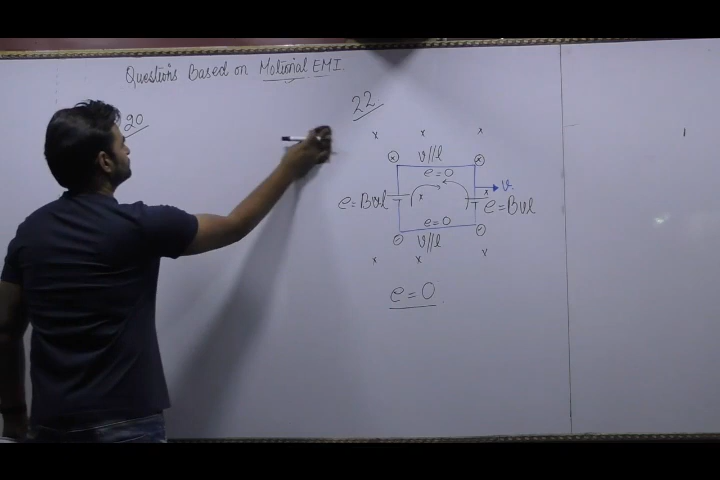 Questions Based on Motional EMI.
20
22
x x x
v//l
e=0
v.
e=Bvl
x
x
e=Bvl
e=0
v//l
x x x
e=0